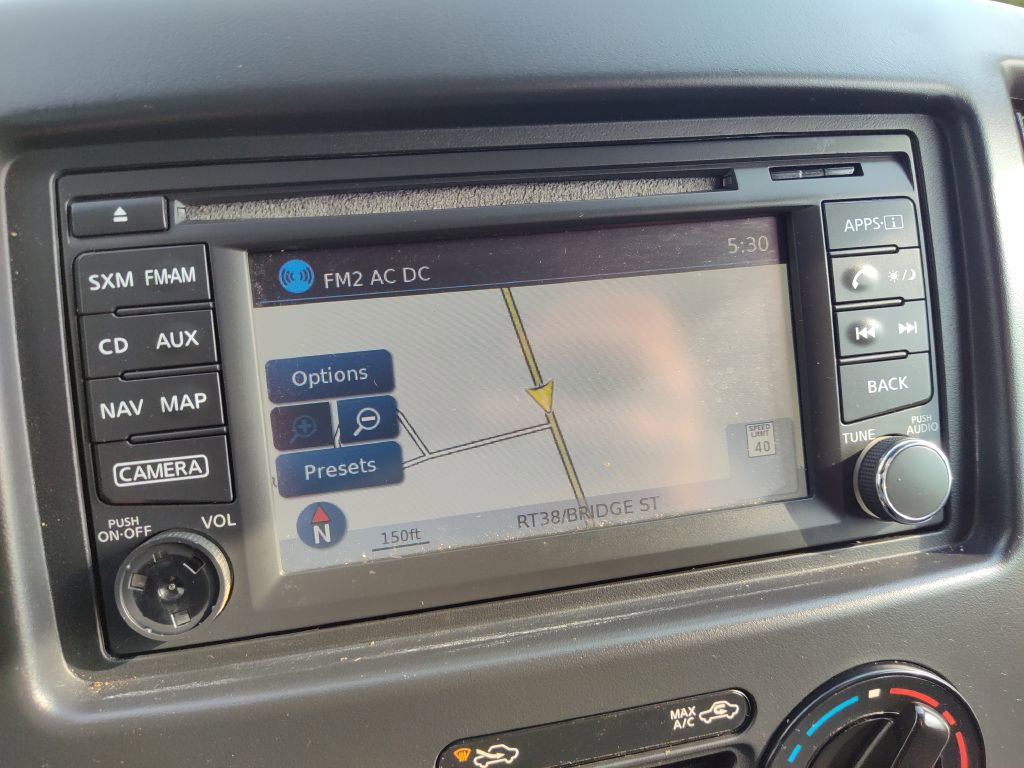 SXM FM·AM
CD AUX
NAV MAP
CAMERA
PUSH
ON·OFF
VOL
FM2 AC DC
5:30
Options
Presets
N
150ft
RT38/BRIDGE ST
SPEED
LIMIT
40
APPS·i
BACK
TUNE
PUSH
AUDIO
MAX
A/C